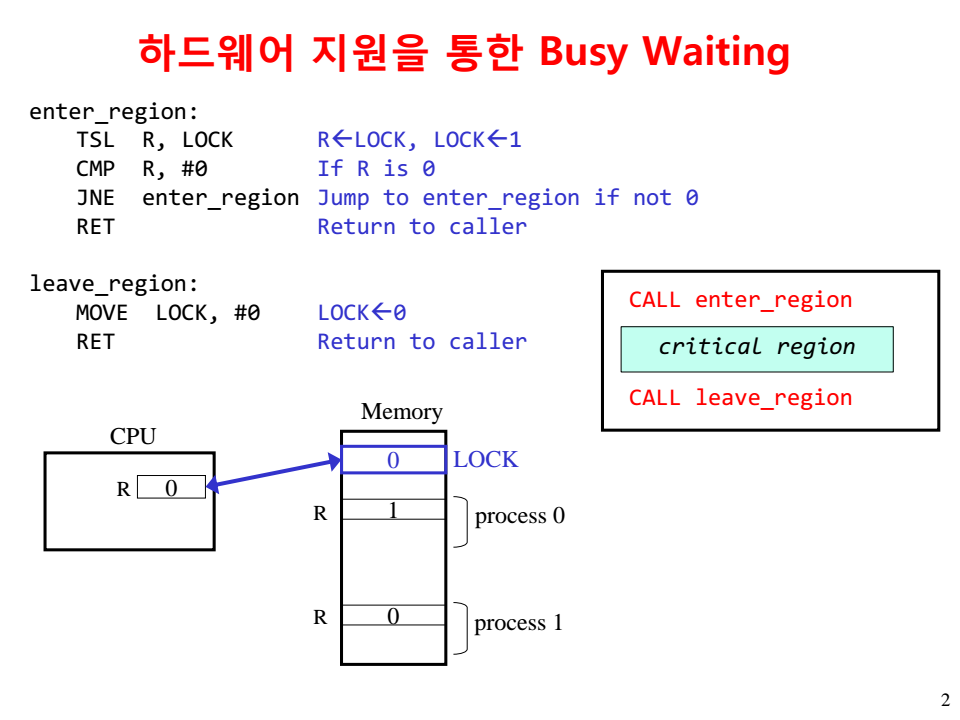 하드웨어 지원을 통한 Busy Waiting
enter_region:
TSL R, LOCK R←LOCK, LOCK←1
CMP R, #0 If R is 0
JNE enter_region Jump to enter_region if not 0
RET Return to caller
leave_region:
MOVE LOCK, #0 LOCK←0
RET Return to caller
CALL enter_region
critical region
CALL leave_region
Memory
CPU
0 LOCK
R 0
R 1 process 0
R 0 process 1
2